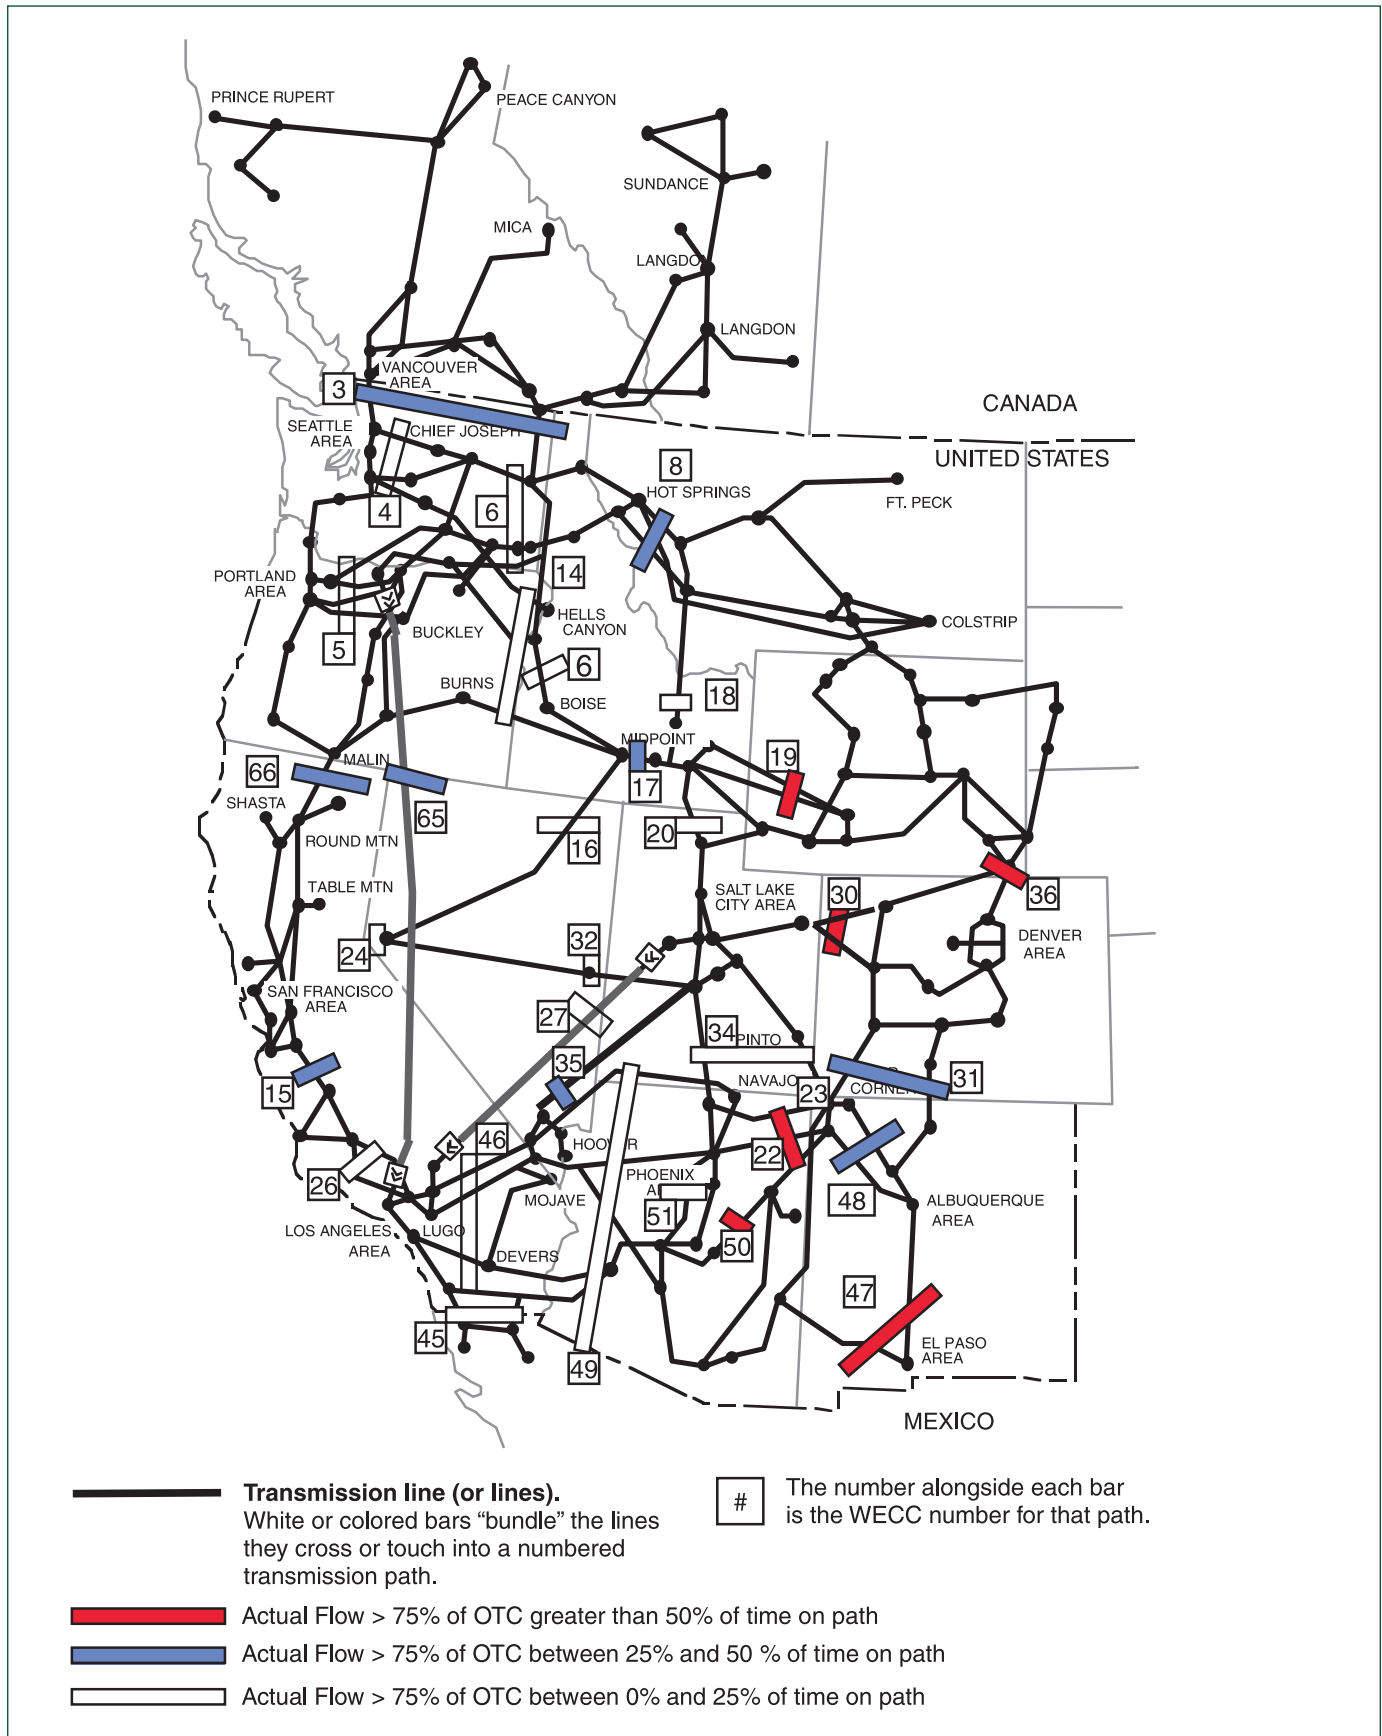 PRINCE RUPERT
PEACE CANYON
SUNDANCE
MICA
LANGDO
LANGDON
VANCOUVER
AREA
3
CANADA
SEATTLE
AREA
CHIEF JOSEPH
UNITED STATES
8
HOT SPRINGS
FT. PECK
4
6
PORTLAND
AREA
14
HELLS
CANYON
COLSTRIP
BUCKLEY
5
6
BURNS
BOISE
18
MIDPOINT
MALIN
66
19
17
SHASTA
65
ROUND MTN
16
20
TABLE MTN
SALT LAKE
CITY AREA
30
36
DENVER
AREA
24
32
SAN FRANCISCO
AREA
27
34
PINTO
35
NAVAJO
23
CORNER
31
15
46
HOOVER
22
26
PHOENIX
MOJAVE
51
48
ALBUQUERQUE
AREA
LOS ANGELES
AREA
LUGO
50
DEVERS
47
45
49
EL PASO
AREA
MEXICO
Transmission line (or lines).
White or colored bars “bundle” the lines
they cross or touch into a numbered
transmission path.
#
The number alongside each bar
is the WECC number for that path.
Actual Flow > 75% of OTC greater than 50% of time on path
Actual Flow > 75% of OTC between 25% and 50 % of time on path
Actual Flow > 75% of OTC between 0% and 25% of time on path